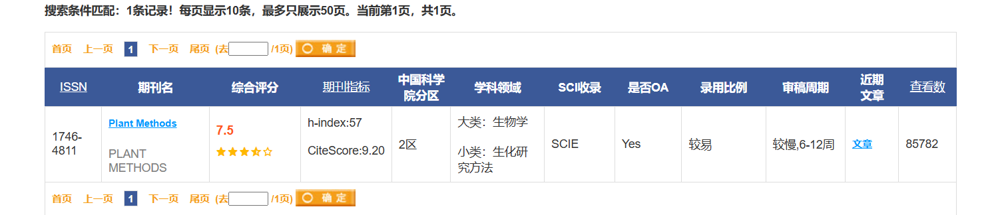 搜索条件匹配：1条记录！每页显示10条，最多只展示50页。当前第1页，共1页。
首页 上一页 1 下一页 尾页 (去 /1页) 确 定
ISSN 期刊名 综合评分 期刊指标 中国科学院分区 学科领域 SCI收录 是否OA 录用比例 审稿周期 近期文章 查看数
1746-4811
Plant Methods
PLANT METHODS
7.5
h-index:57
CiteScore:9.20
2区
大类：生物学
小类：生化研究方法
SCIE
Yes
较易
较慢,6-12周
文章
85782
首页 上一页 1 下一页 尾页 (去 /1页) 确 定